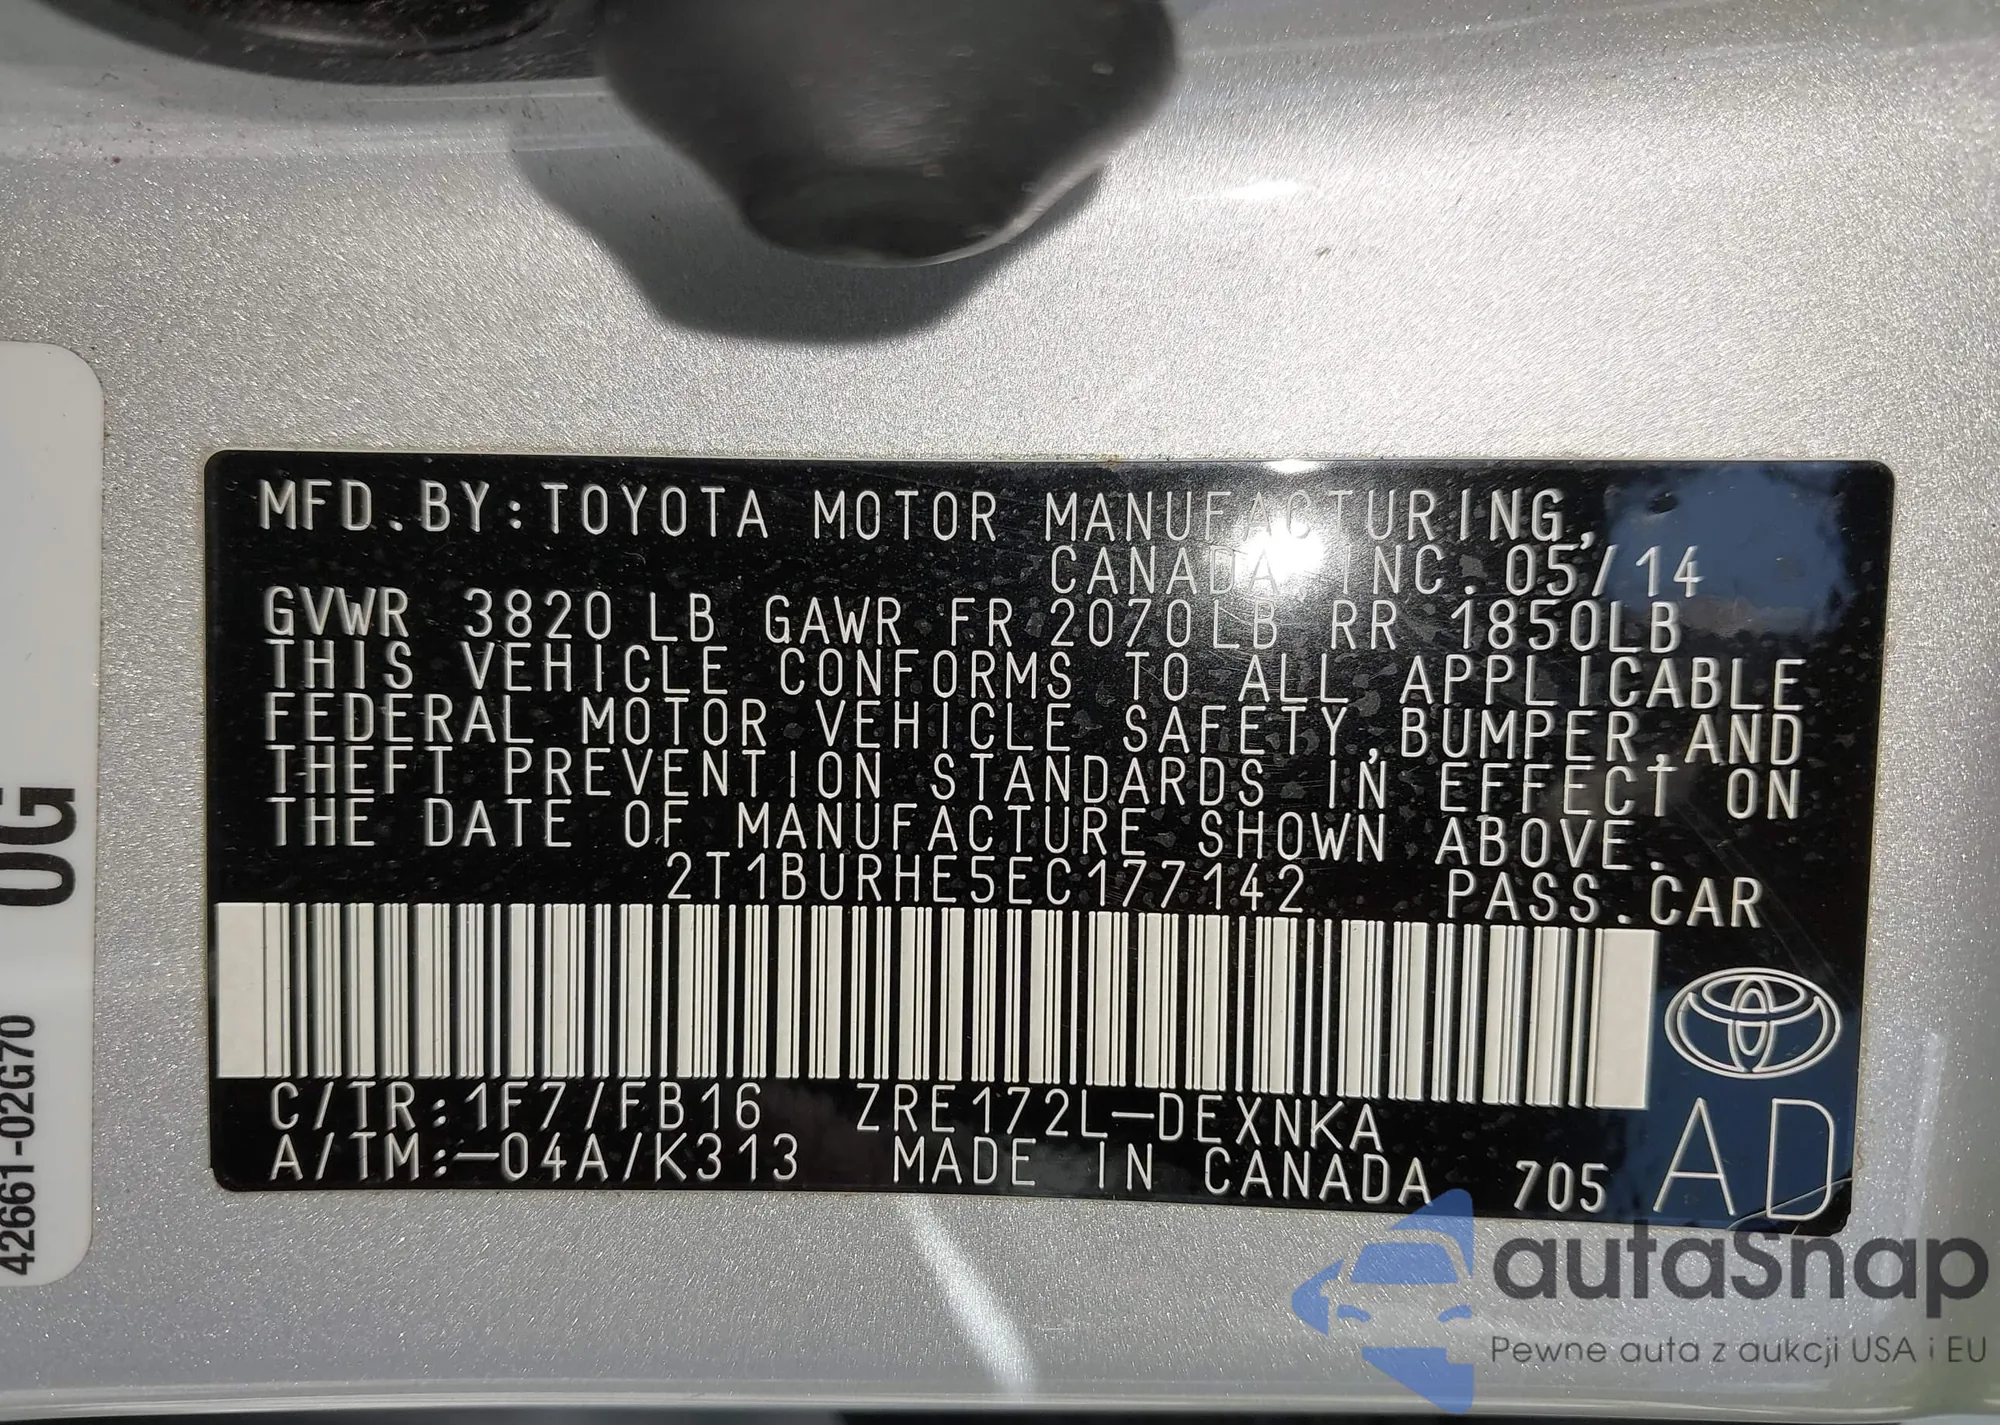 MFD.BY:TOYOTA MOTOR MANUFACTURING,
CANADA INC. 05/14
GVWR 3820 LB GAWR FR 2070LB RR 1850LB
THIS VEHICLE CONFORMS TO ALL APPLICABLE
FEDERAL MOTOR VEHICLE SAFETY,BUMPER,AND
THEFT PREVENTION STANDARDS IN EFFECT ON
THE DATE OF MANUFACTURE SHOWN ABOVE.
2T1BURHE5EC177142 PASS.CAR
C/TR:1F7/FB16 ZRE172L-DEXNKA
A/TM:-04A/K313 MADE IN CANADA 705
AD
0G
42661-02G70
autaSnap
Pewne auta z aukcji USA i EU